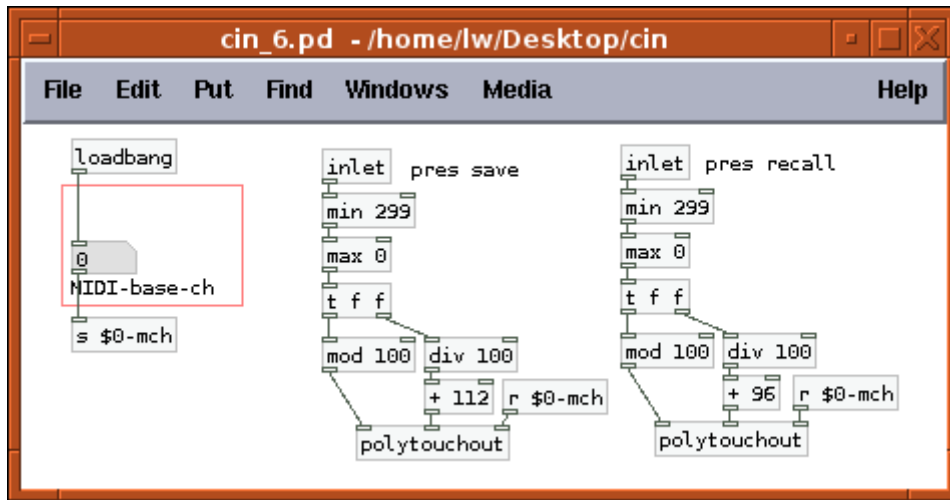 cin_6.pd - /home/lw/Desktop/cin
File Edit Put Find Windows Media Help
loadbang
0
MIDI-base-ch
s $0-mch
inlet pres save
min 299
max 0
t f f
mod 100 div 100
+ 112 r $0-mch
polytouchout
inlet pres recall
min 299
max 0
t f f
mod 100 div 100
+ 96 r $0-mch
polytouchout